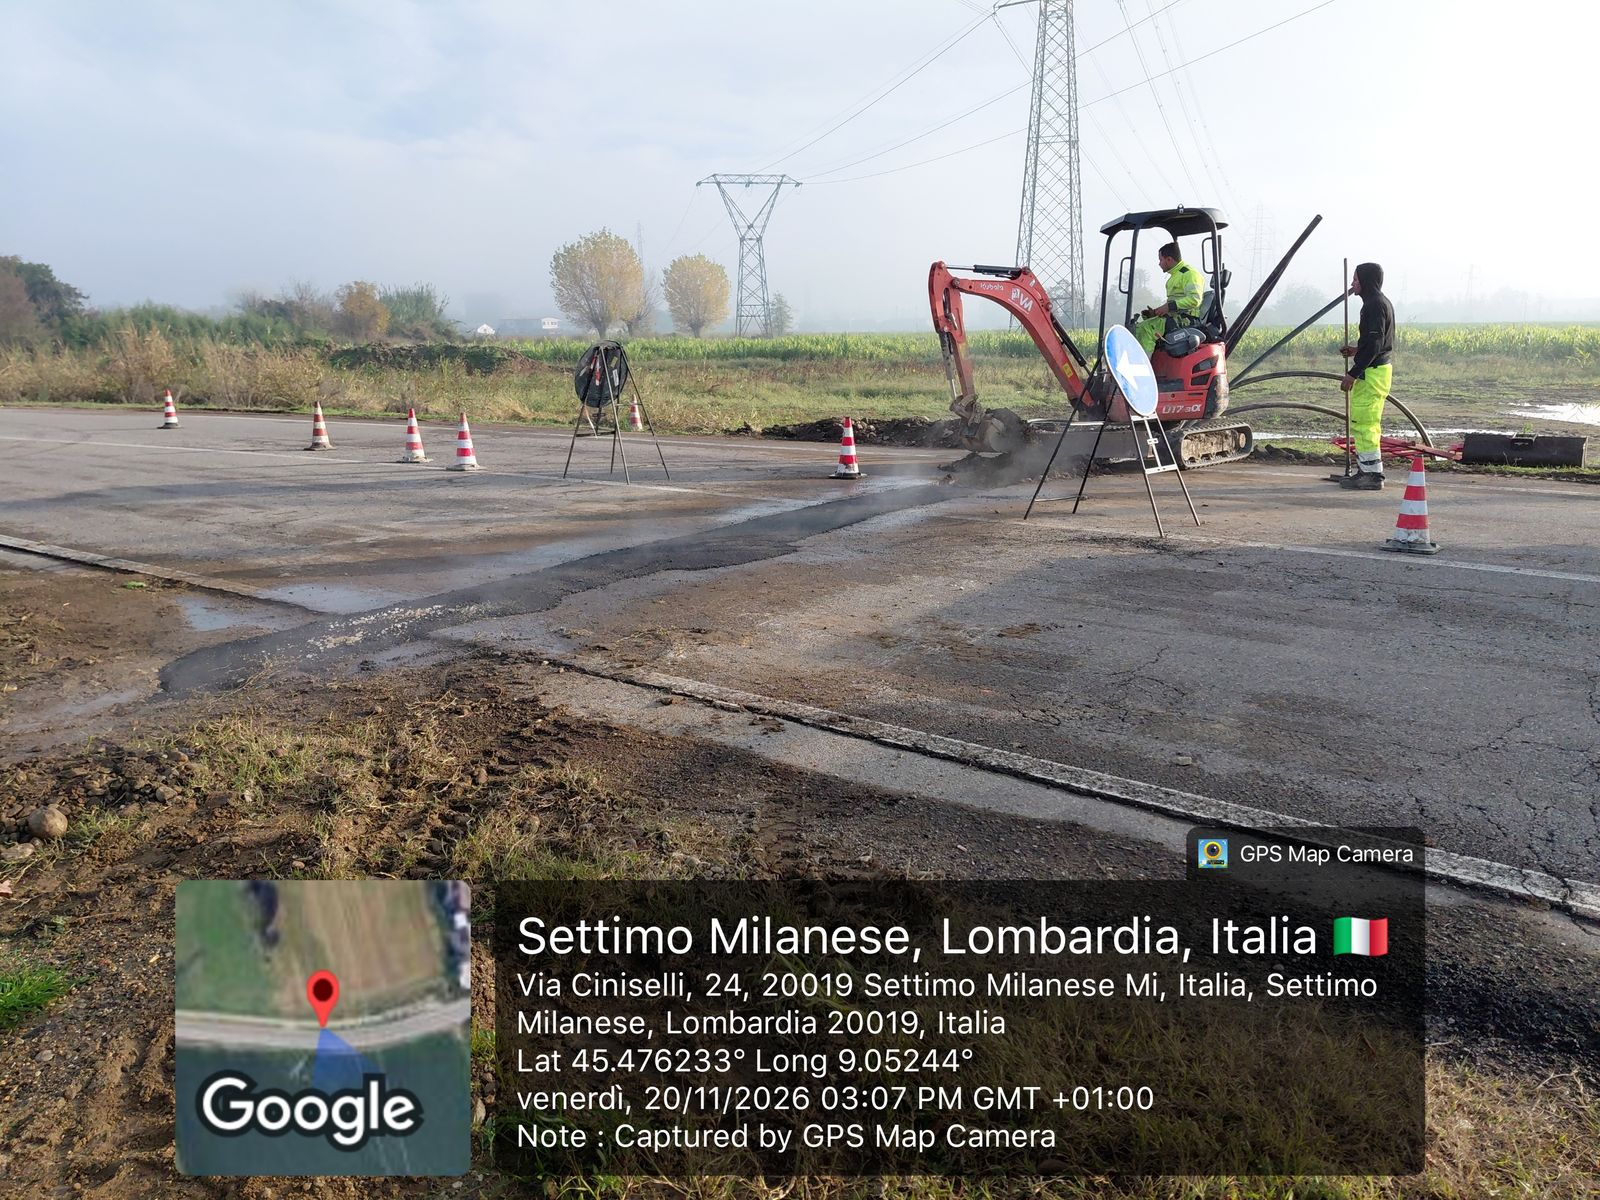 Kubota
VM
U17-3α
GPS Map Camera
Settimo Milanese, Lombardia, Italia 🇮🇹
Via Ciniselli, 24, 20019 Settimo Milanese Mi, Italia, Settimo
Milanese, Lombardia 20019, Italia
Lat 45.476233° Long 9.05244°
venerdì, 20/11/2026 03:07 PM GMT +01:00
Note : Captured by GPS Map Camera
Google